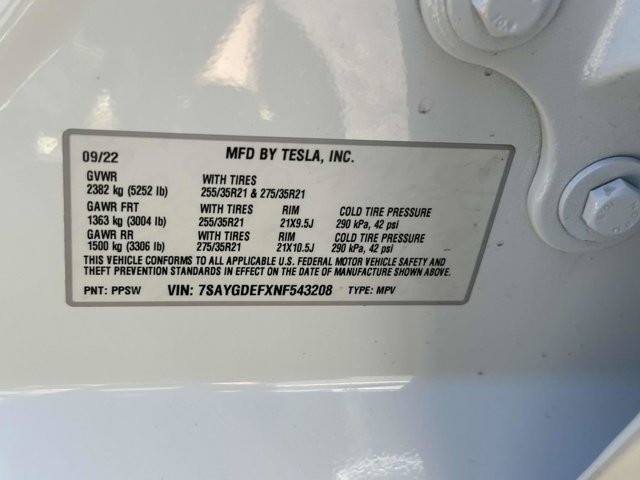 09/22 MFD BY TESLA, INC.
GVWR WITH TIRES
2382 kg (5252 lb) 255/35R21 & 275/35R21
GAWR FRT WITH TIRES RIM COLD TIRE PRESSURE
1363 kg (3004 lb) 255/35R21 21X9.5J 290 kPa, 42 psi
GAWR RR WITH TIRES RIM COLD TIRE PRESSURE
1500 kg (3306 lb) 275/35R21 21X10.5J 290 kPa, 42 psi
THIS VEHICLE CONFORMS TO ALL APPLICABLE U.S. FEDERAL MOTOR VEHICLE SAFETY AND
THEFT PREVENTION STANDARDS IN EFFECT ON THE DATE OF MANUFACTURE SHOWN ABOVE.
PNT: PPSW VIN: 7SAYGDEFXNF543208 TYPE: MPV